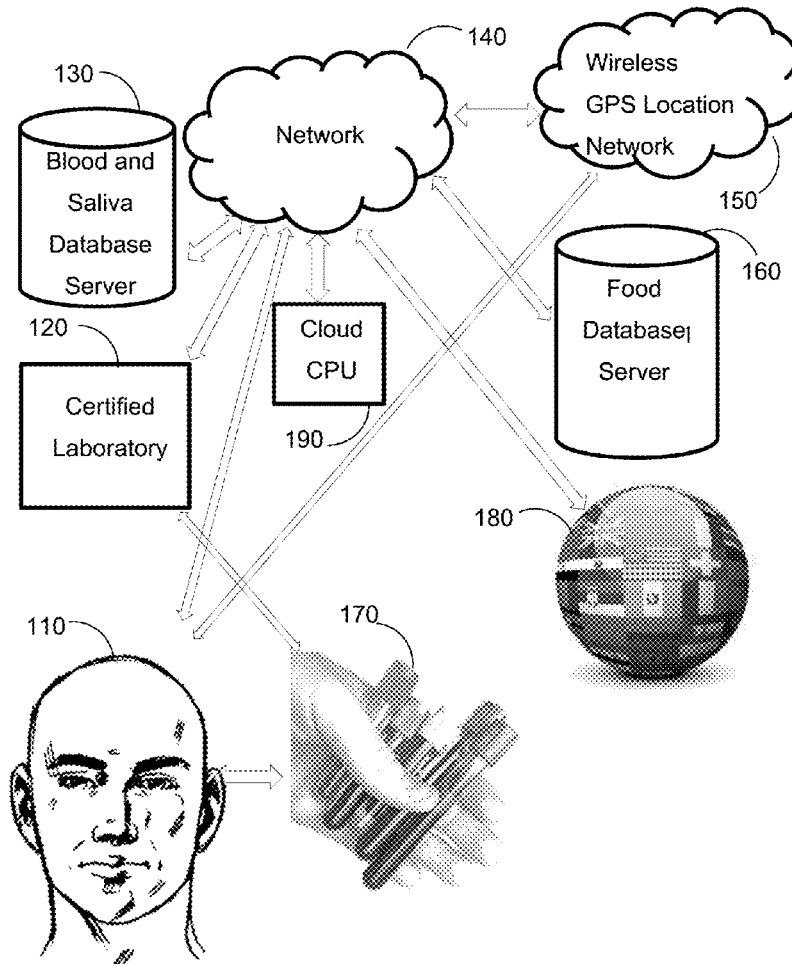 140
130
Wireless
GPS Location
Network
Network
Blood and
Saliva
Database
Server
150
160
Food
Database
Server
120
Cloud
CPU
190
Certified
Laboratory
180
170
110